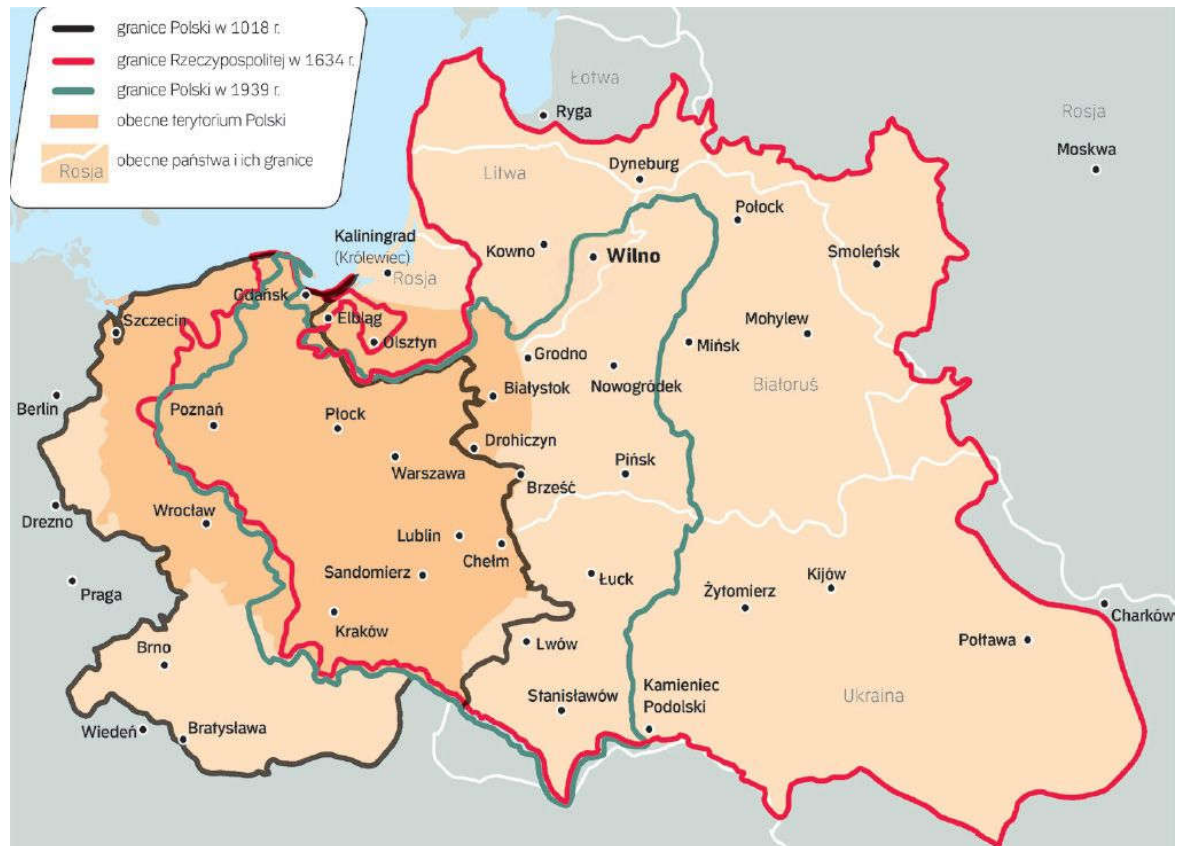 granice Polski w 1018 r.
granice Rzeczypospolitej w 1634 r.
granice Polski w 1939 r.
obecne terytorium Polski
Rosja
obecne państwa i ich granice
Łotwa
Ryga
Rosja
Moskwa
Litwa
Dyneburg
Połock
Kaliningrad
(Królewiec)
Rosja
Kowno
Wilno
Smoleńsk
Gdańsk
Szczecin
Elbląg
Olsztyn
Grodno
Mińsk
Mohylew
Nowogródek
Białoruś
Berlin
Białystok
Poznań
Płock
Drohiczyn
Warszawa
Brześć
Pińsk
Drezno
Wrocław
Lublin
Chełm
Sandomierz
Łuck
Żytomierz
Kijów
Charków
Praga
Kraków
Lwów
Połtawa
Brno
Stanisławów
Kamieniec
Podolski
Ukraina
Wiedeń
Bratysława